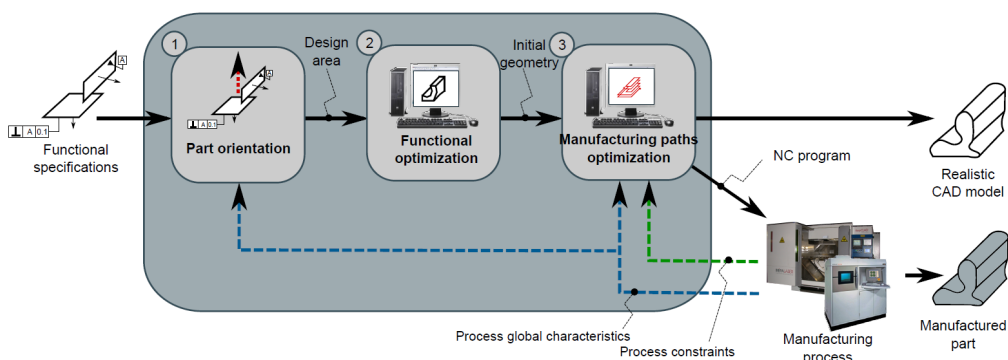 1
Design
area
2
Initial
geometry
3
A
A
⊥ A 0.1
⊥ A 0.1
Functional
specifications
Part orientation
Functional
optimization
Manufacturing paths
optimization
NC program
Realistic
CAD model
Process global characteristics
Process constraints
Manufacturing
process
Manufactured
part